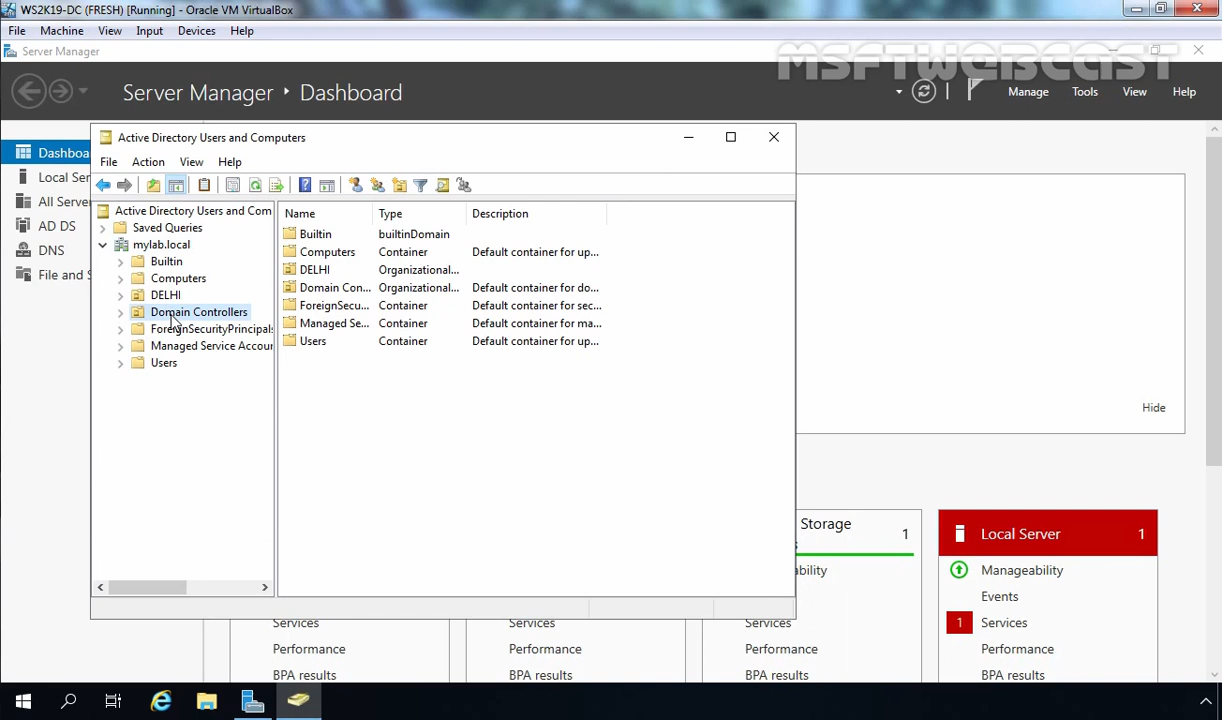 WS2K19-DC (FRESH) [Running] - Oracle VM VirtualBox
File Machine View Input Devices Help
Server Manager
MSFTWEBCAST
Server Manager • Dashboard
Manage Tools View Help
Dashboa
Local Ser
All Server
AD DS
DNS
File and S
Active Directory Users and Computers
File Action View Help
Active Directory Users and Com
Saved Queries
mylab.local
Builtin
Computers
DELHI
Domain Controllers
ForeignSecurityPrincipals
Managed Service Accoun
Users
Name Type Description
Builtin builtinDomain
Computers Container Default container for up...
DELHI Organizational...
Domain Con... Organizational... Default container for do...
ForeignSecu... Container Default container for sec...
Managed Se... Container Default container for ma...
Users Container Default container for up...
Hide
Storage 1
ability
Services
Performance
BPA results
Services
Performance
BPA results
Services
Performance
BPA results
Local Server 1
Manageability
Events
1 Services
Performance
BPA results